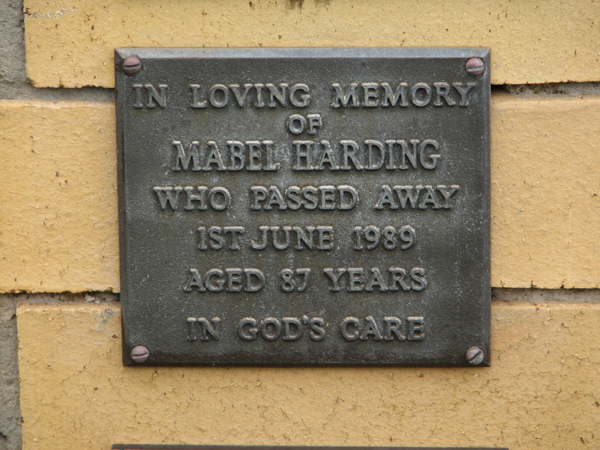 IN LOVING MEMORY
OF
MABEL HARDING
WHO PASSED AWAY
1ST JUNE 1989
AGED 87 YEARS
IN GOD'S CARE